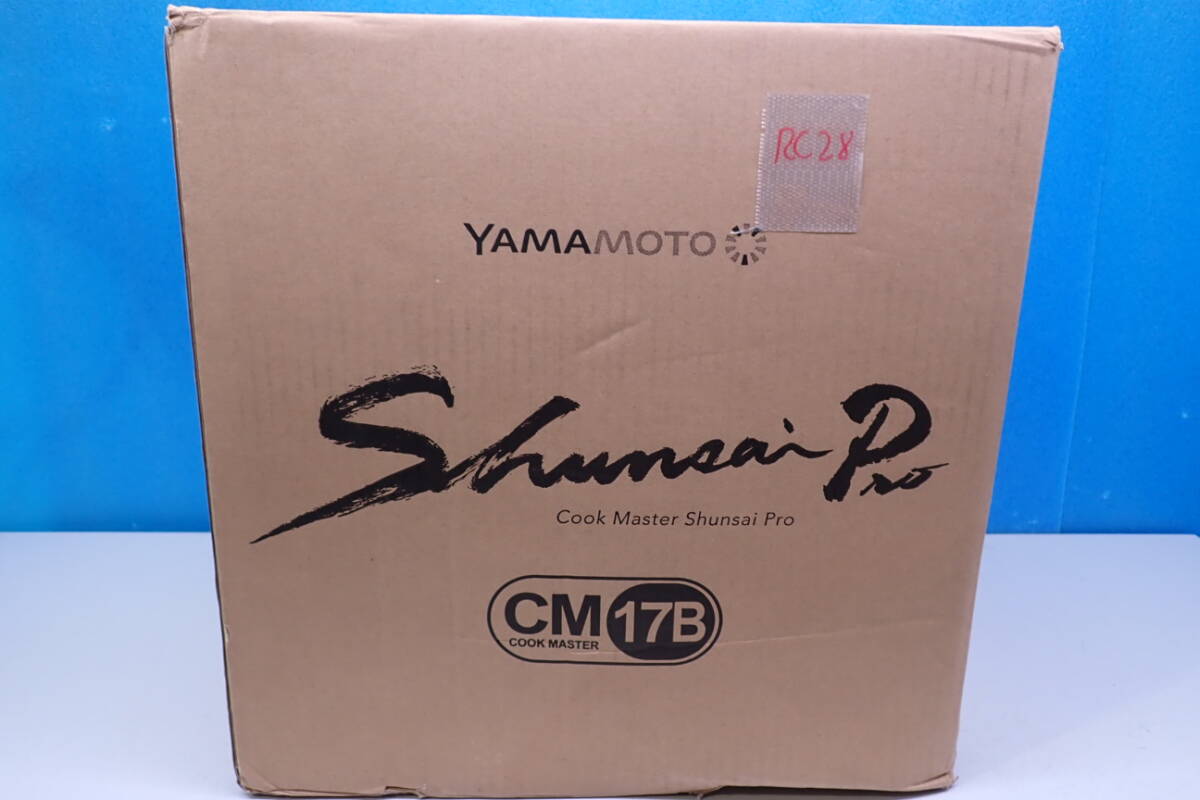 RC28
YAMAMOTO
Shunsai Pro
Cook Master Shunsai Pro
CM 17B
COOK MASTER